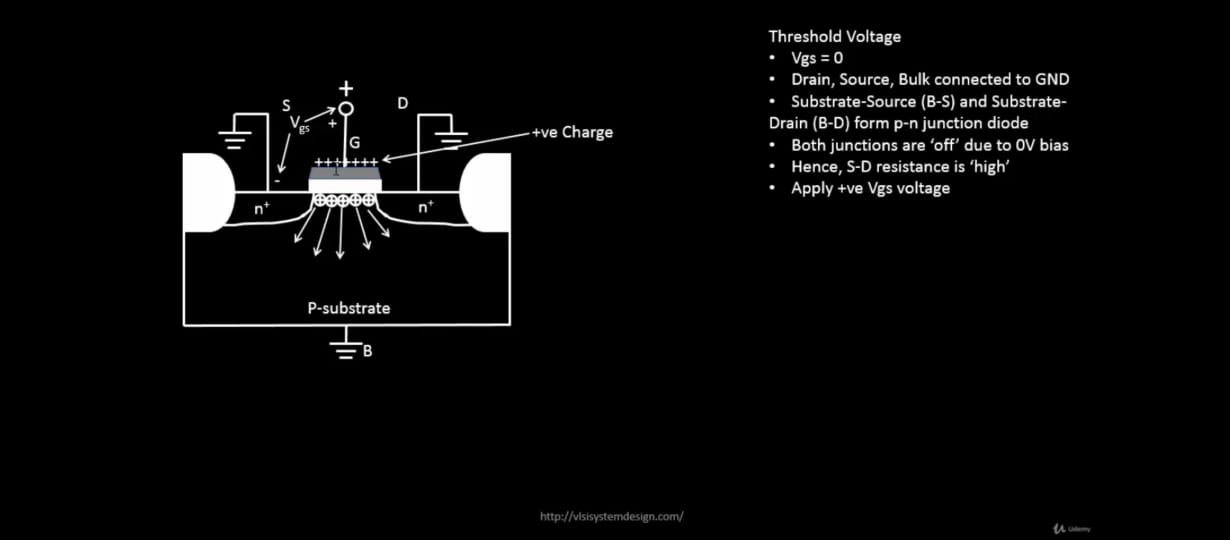 Threshold Voltage
• Vgs = 0
• Drain, Source, Bulk connected to GND
• Substrate-Source (B-S) and Substrate-
Drain (B-D) form p-n junction diode
• Both junctions are ‘off’ due to 0V bias
• Hence, S-D resistance is ‘high’
• Apply +ve Vgs voltage
+
S
D
Vgs
+
G
+++++++
+ve Charge
-
n+
n+
P-substrate
B
http://vlsisystemdesign.com/
Udemy